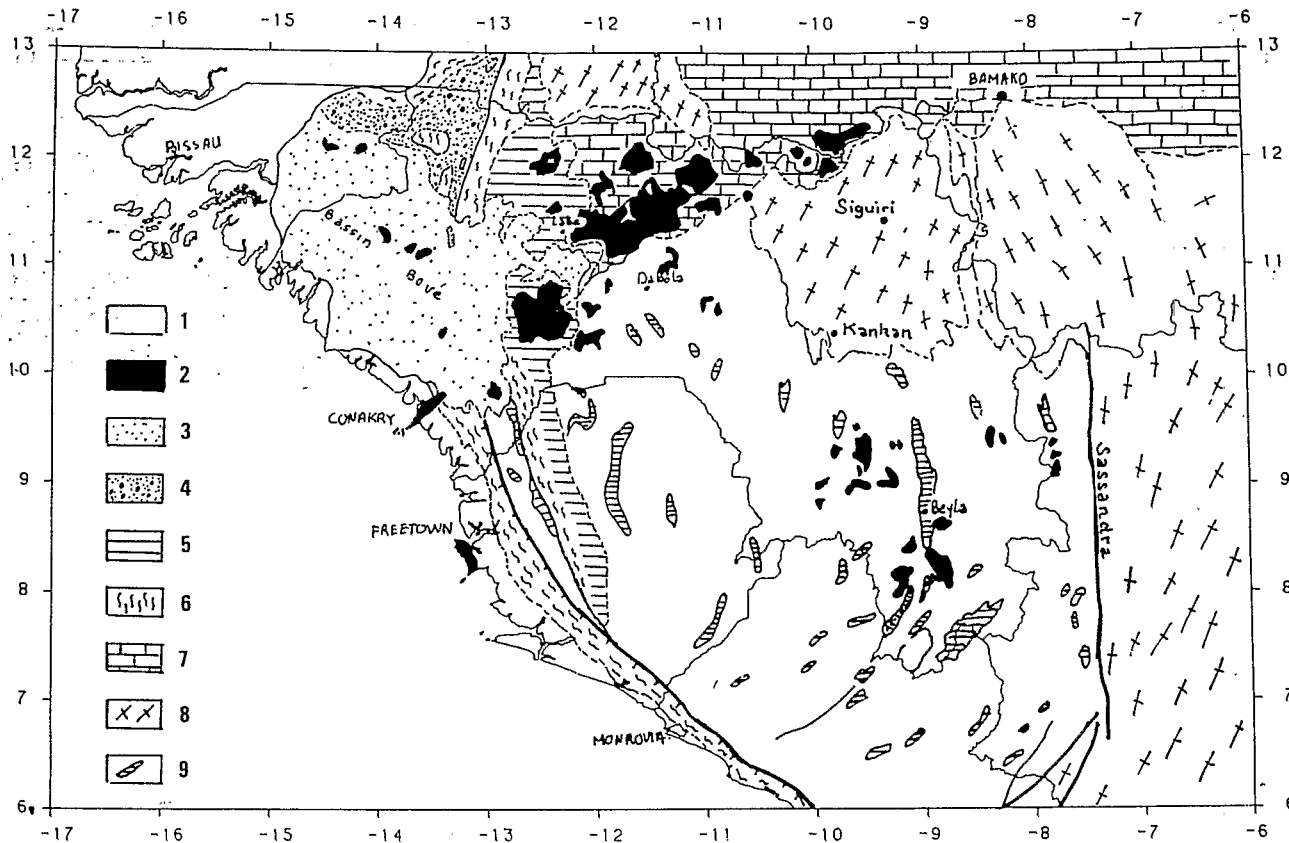 -16 -15 -14 -13 -12 -11 -10 -9 -8 -7 -6
13 13
BAMAKO
12 BISSAU 12
Siguiri
Bassin
11 Bové 11
Dabola
1
Kankan
2
10 10
CONAKRY
3
Sassandra
9 4 9
Beyla
FREETOWN
5
8 6 8
7
7 7
8
MONROVIA
9
6 6
-17 -16 -15 -14 -13 -12 -11 -10 -9 -8 -7 -6